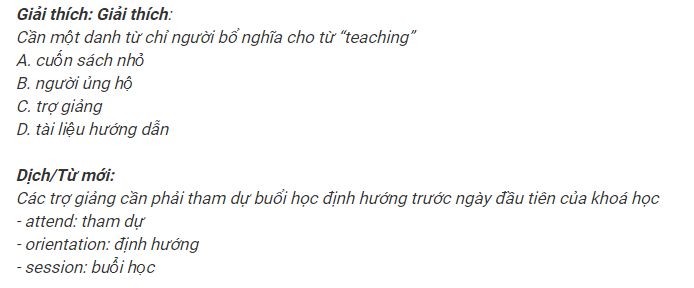 Giải thích: Giải thích:
Cần một danh từ chỉ người bổ nghĩa cho từ “teaching”
A. cuốn sách nhỏ
B. người ủng hộ
C. trợ giảng
D. tài liệu hướng dẫn
Dịch/Từ mới:
Các trợ giảng cần phải tham dự buổi học định hướng trước ngày đầu tiên của khoá học
- attend: tham dự
- orientation: định hướng
- session: buổi học